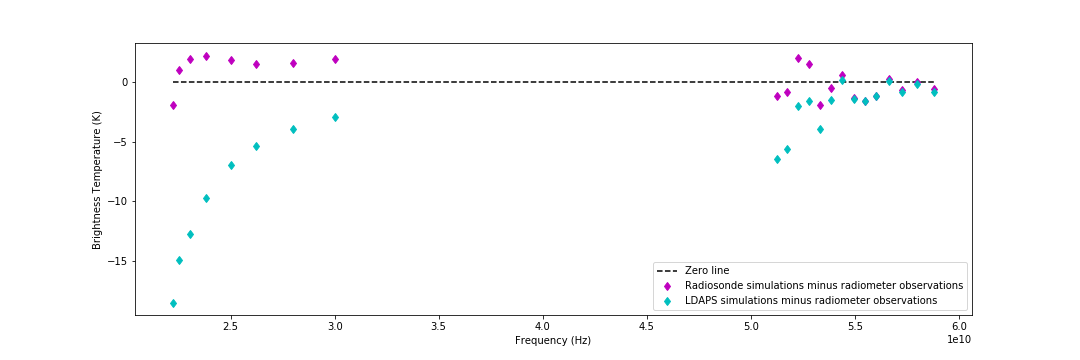 0
−5
−10
−15
Brightness Temperature (K)
2.5
3.0
3.5
4.0
4.5
5.0
5.5
6.0
1e10
Frequency (Hz)
Zero line
Radiosonde simulations minus radiometer observations
LDAPS simulations minus radiometer observations